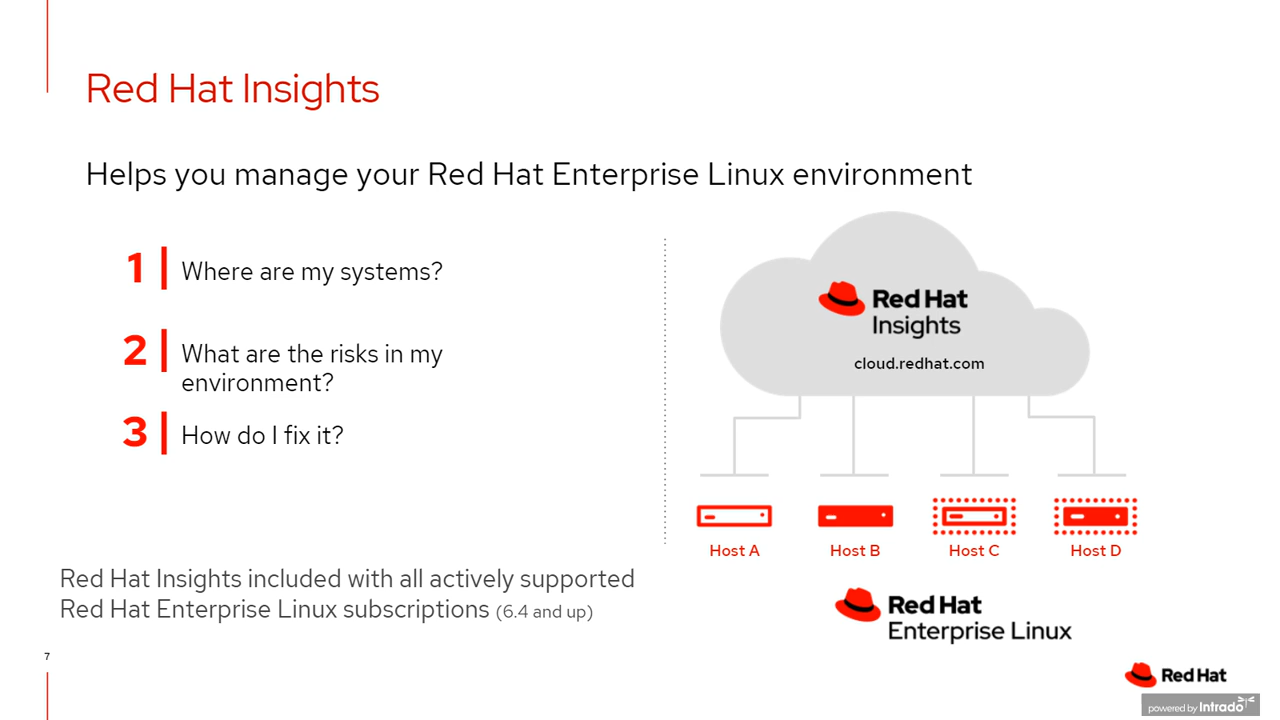 Red Hat Insights
Helps you manage your Red Hat Enterprise Linux environment
1
Where are my systems?
2
What are the risks in my
environment?
3
How do I fix it?
Red Hat
Insights
cloud.redhat.com
Host A
Host B
Host C
Host D
Red Hat Insights included with all actively supported
Red Hat Enterprise Linux subscriptions (6.4 and up)
Red Hat
Enterprise Linux
7
Red Hat
powered by Intrado